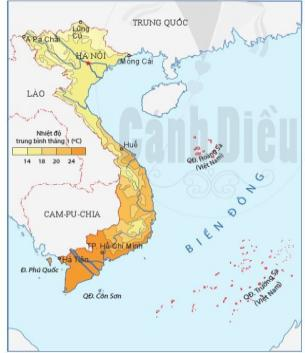 TRUNG QUỐC
Lũng
Cú
A Pa Chải
HÀ NỘI
Móng Cái
LÀO
Nhiệt độ
trung bình tháng 1 (°C)
14 18 20 24
Huế
Cánh Diều
QĐ. Hoàng Sa
(Việt Nam)
BIỂN ĐÔNG
CAM-PU-CHIA
TP. Hồ Chí Minh
Hà Tiên
Đ. Phú Quốc
QĐ. Côn Sơn
QĐ. Trường Sa
(Việt Nam)